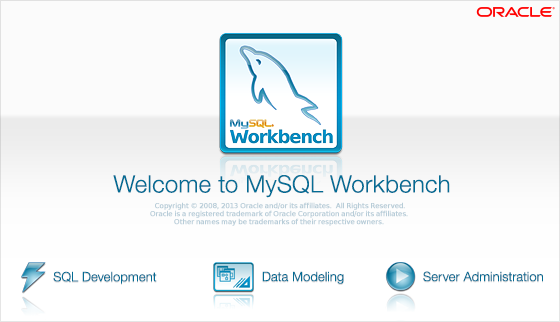 ORACLE
MySQL
Workbench
Welcome to MySQL Workbench
Copyright © 2008, 2013 Oracle and/or its affiliates. All Rights Reserved.
Oracle is a registered trademark of Oracle Corporation and/or its affiliates.
Other names may be trademarks of their respective owners.
SQL Development
Data Modeling
Server Administration